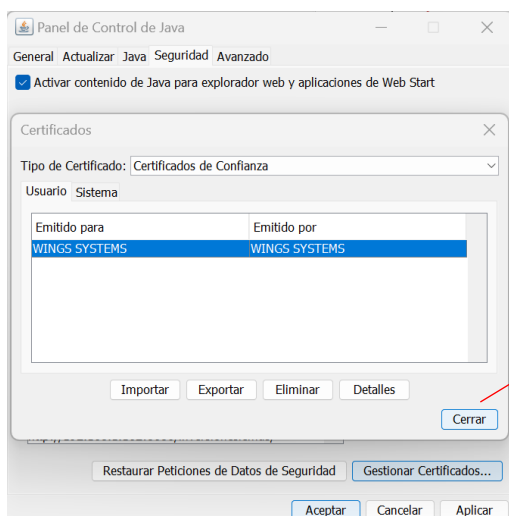 Panel de Control de Java
General Actualizar Java Seguridad Avanzado
Activar contenido de Java para explorador web y aplicaciones de Web Start
Certificados
Tipo de Certificado: Certificados de Confianza
Usuario Sistema
Emitido para Emitido por
WINGS SYSTEMS WINGS SYSTEMS
Importar Exportar Eliminar Detalles
Cerrar
Restaurar Peticiones de Datos de Seguridad Gestionar Certificados...
Aceptar Cancelar Aplicar